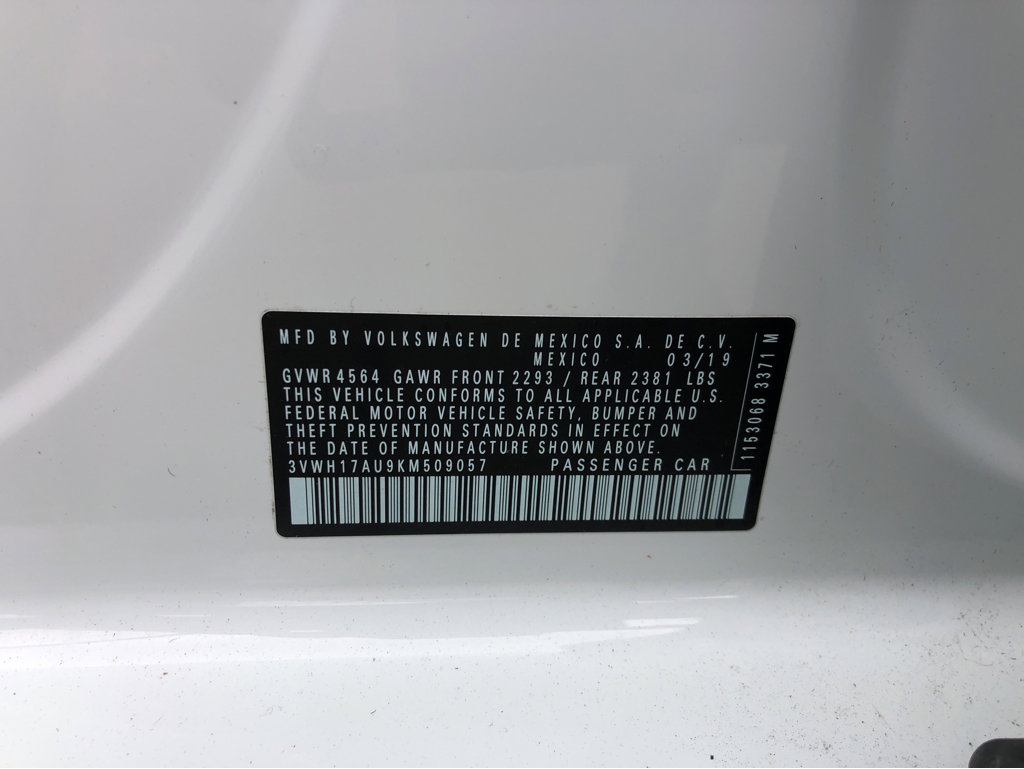 MFD BY VOLKSWAGEN DE MEXICO S.A. DE C.V.
MEXICO 03/19
GVWR 4564 GAWR FRONT 2293 / REAR 2381 LBS
THIS VEHICLE CONFORMS TO ALL APPLICABLE U.S.
FEDERAL MOTOR VEHICLE SAFETY, BUMPER AND
THEFT PREVENTION STANDARDS IN EFFECT ON
THE DATE OF MANUFACTURE SHOWN ABOVE.
3VWH17AU9KM509057 PASSENGER CAR
1153068 3371 M